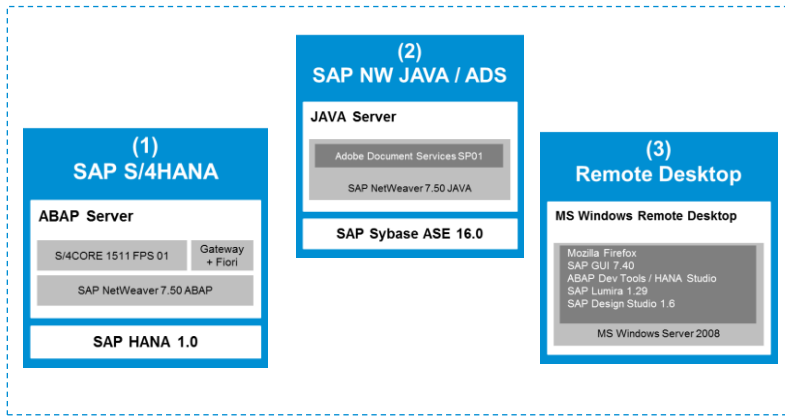 (1)
SAP S/4HANA
ABAP Server
S/4CORE 1511 FPS 01
Gateway
+ Fiori
SAP NetWeaver 7.50 ABAP
SAP HANA 1.0
(2)
SAP NW JAVA / ADS
JAVA Server
Adobe Document Services SP01
SAP NetWeaver 7.50 JAVA
SAP Sybase ASE 16.0
(3)
Remote Desktop
MS Windows Remote Desktop
Mozilla Firefox
SAP GUI 7.40
ABAP Dev Tools / HANA Studio
SAP Lumira 1.29
SAP Design Studio 1.6
MS Windows Server 2008